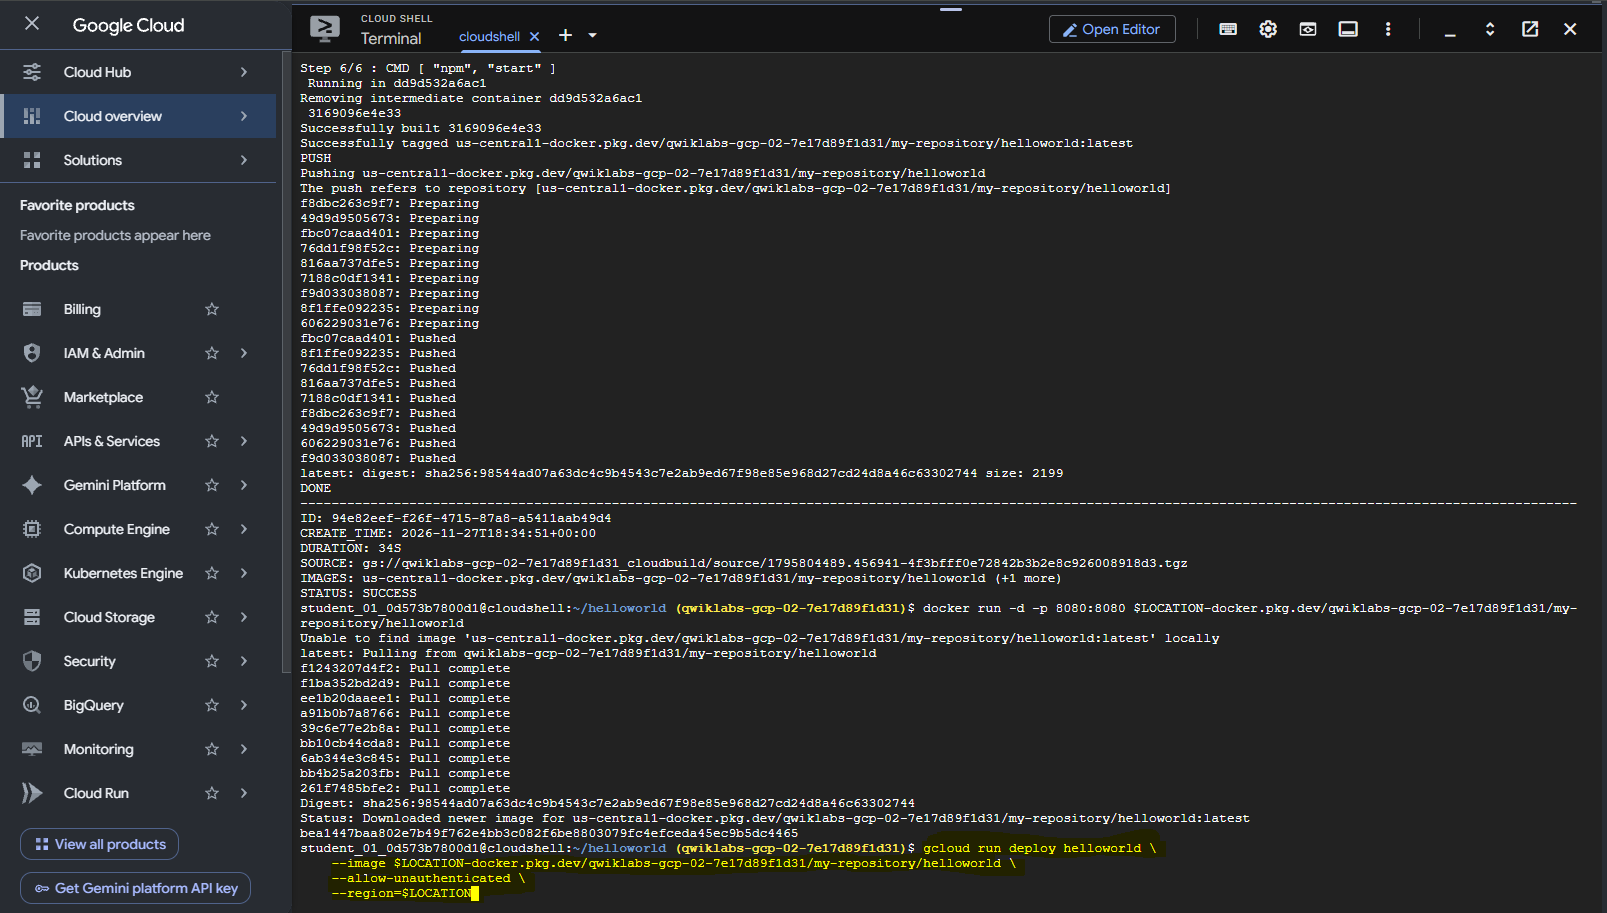 Google Cloud
Cloud Hub
Cloud overview
Solutions
Favorite products
Favorite products appear here
Products
Billing
IAM & Admin
Marketplace
API APIs & Services
Gemini Platform
Compute Engine
Kubernetes Engine
Cloud Storage
Security
BigQuery
Monitoring
Cloud Run
View all products
Get Gemini platform API key
CLOUD SHELL
Terminal
cloudshell
Open Editor
Step 6/6 : CMD [ "npm", "start" ]
Running in dd9d532a6ac1
Removing intermediate container dd9d532a6ac1
3169096e4e33
Successfully built 3169096e4e33
Successfully tagged us-central1-docker.pkg.dev/qwiklabs-gcp-02-7e17d89f1d31/my-repository/helloworld:latest
PUSH
Pushing us-central1-docker.pkg.dev/qwiklabs-gcp-02-7e17d89f1d31/my-repository/helloworld
The push refers to repository [us-central1-docker.pkg.dev/qwiklabs-gcp-02-7e17d89f1d31/my-repository/helloworld]
f8dbc263c9f7: Preparing
49d9d9505673: Preparing
fbc07caad401: Preparing
76dd1f98f52c: Preparing
816aa737dfe5: Preparing
7188c0df1341: Preparing
f9d033038087: Preparing
8f1ffe092235: Preparing
606229031e76: Preparing
fbc07caad401: Pushed
8f1ffe092235: Pushed
76dd1f98f52c: Pushed
816aa737dfe5: Pushed
7188c0df1341: Pushed
f8dbc263c9f7: Pushed
49d9d9505673: Pushed
606229031e76: Pushed
f9d033038087: Pushed
latest: digest: sha256:98544ad07a63dc4c9b4543c7e2ab9ed67f98e85e968d27cd24d8a46c63302744 size: 2199
DONE
--------------------------------------------------------------------------------
ID: 94e82eef-f26f-4715-87a8-a5411aab49d4
CREATE_TIME: 2026-11-27T18:34:51+00:00
DURATION: 34S
SOURCE: gs://qwiklabs-gcp-02-7e17d89f1d31_cloudbuild/source/1795804489.456941-4f3bfff0e72842b3b2e8c926008918d3.tgz
IMAGES: us-central1-docker.pkg.dev/qwiklabs-gcp-02-7e17d89f1d31/my-repository/helloworld (+1 more)
STATUS: SUCCESS
student_01_0d573b7800d1@cloudshell:~/helloworld (qwiklabs-gcp-02-7e17d89f1d31)$ docker run -d -p 8080:8080 $LOCATION-docker.pkg.dev/qwiklabs-gcp-02-7e17d89f1d31/my-
repository/helloworld
Unable to find image 'us-central1-docker.pkg.dev/qwiklabs-gcp-02-7e17d89f1d31/my-repository/helloworld:latest' locally
latest: Pulling from qwiklabs-gcp-02-7e17d89f1d31/my-repository/helloworld
f1243207d4f2: Pull complete
f1ba352bd2d9: Pull complete
ee1b20daaee1: Pull complete
a91b0b7a8766: Pull complete
39c6e77e2b8a: Pull complete
bb10cb44cda8: Pull complete
6ab344e3c845: Pull complete
bb4b25a203fb: Pull complete
261f7485bfe2: Pull complete
Digest: sha256:98544ad07a63dc4c9b4543c7e2ab9ed67f98e85e968d27cd24d8a46c63302744
Status: Downloaded newer image for us-central1-docker.pkg.dev/qwiklabs-gcp-02-7e17d89f1d31/my-repository/helloworld:latest
bea1447baa802e7b49f762e4bb3c082f6be8803079fc4efceda45ec9b5dc4465
student_01_0d573b7800d1@cloudshell:~/helloworld (qwiklabs-gcp-02-7e17d89f1d31)$ gcloud run deploy helloworld \
--image $LOCATION-docker.pkg.dev/qwiklabs-gcp-02-7e17d89f1d31/my-repository/helloworld \
--allow-unauthenticated \
--region=$LOCATION